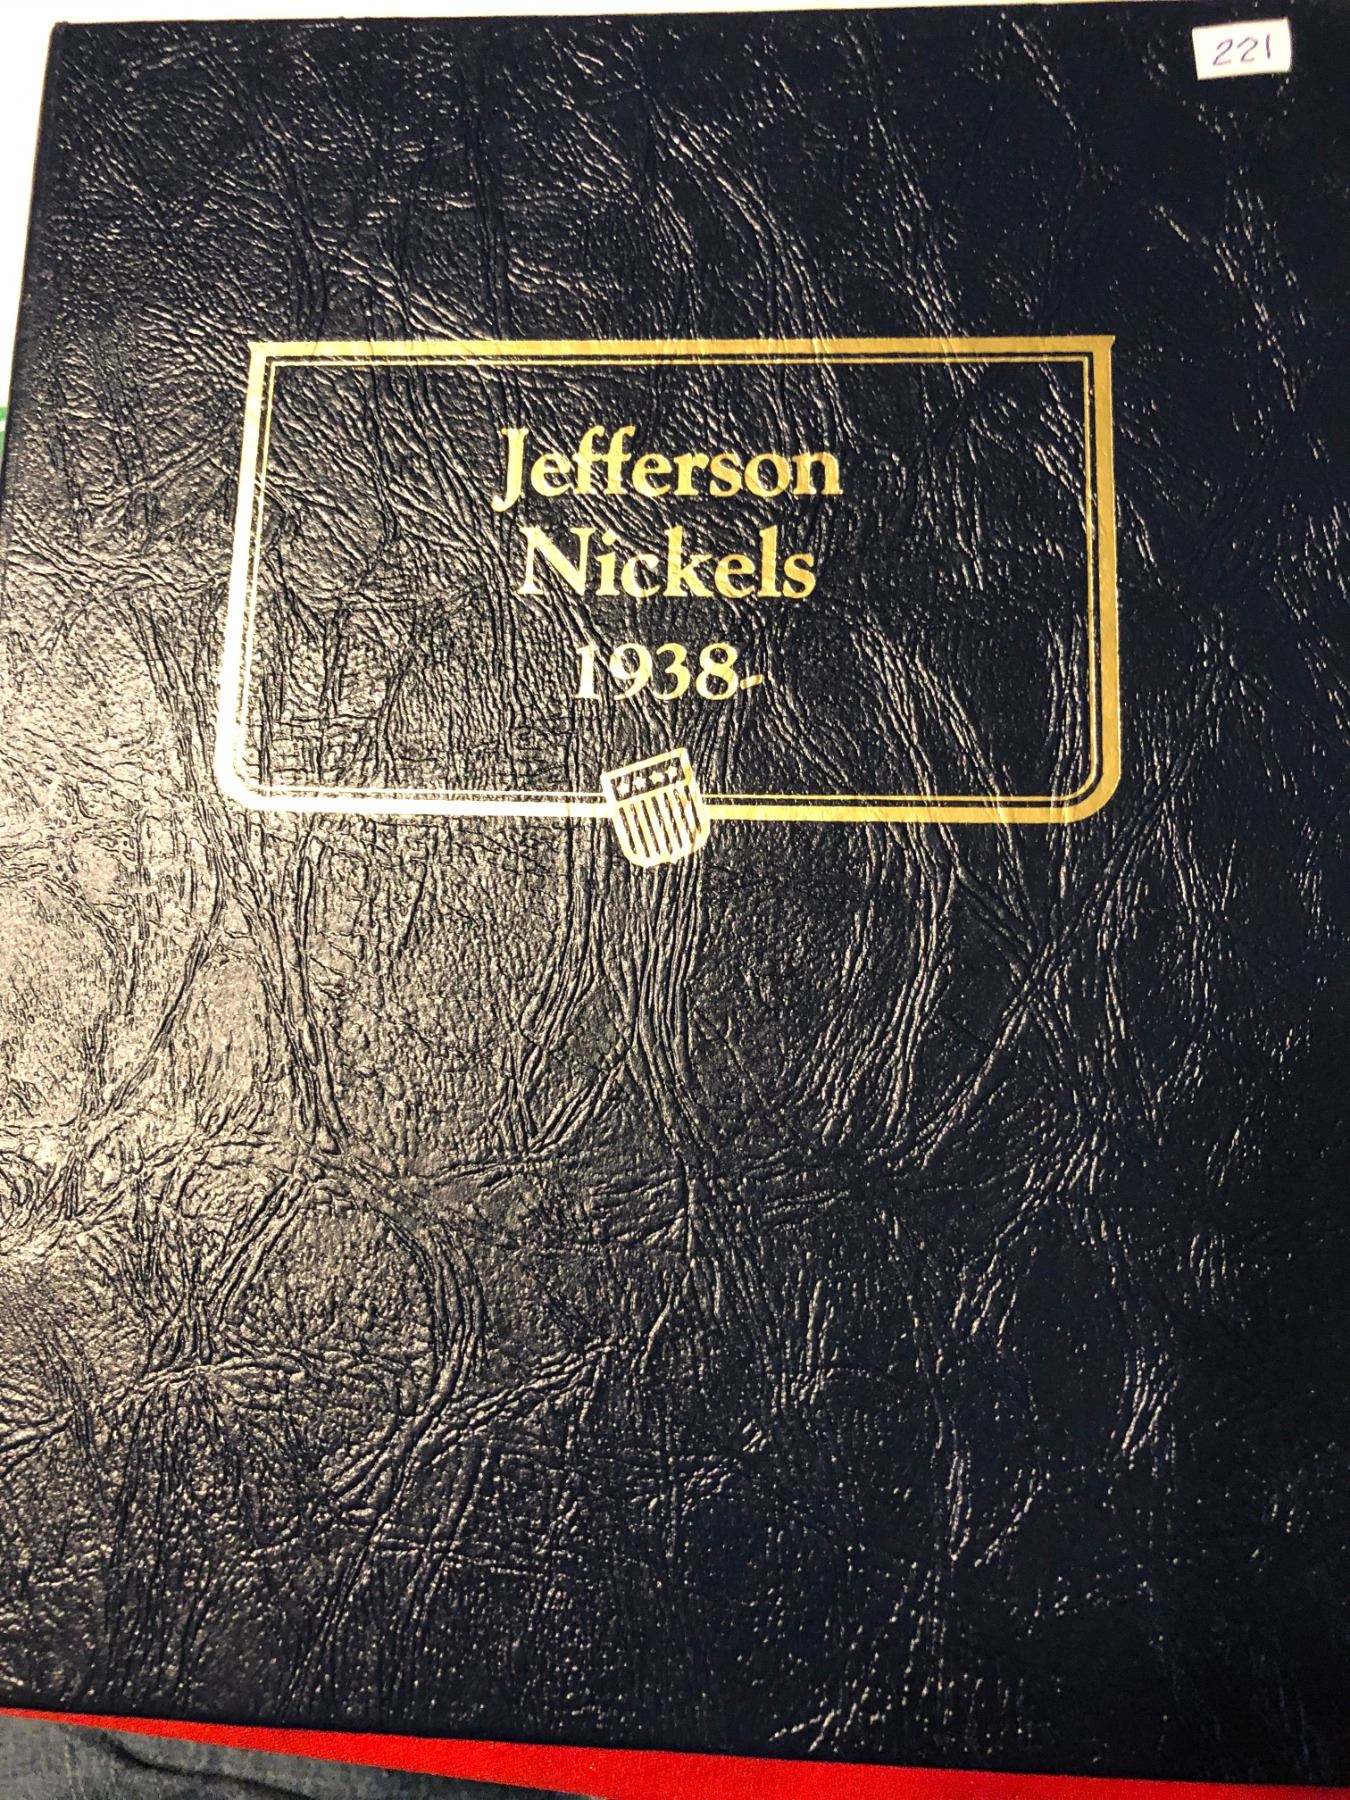 221
Jefferson
Nickels
1938-